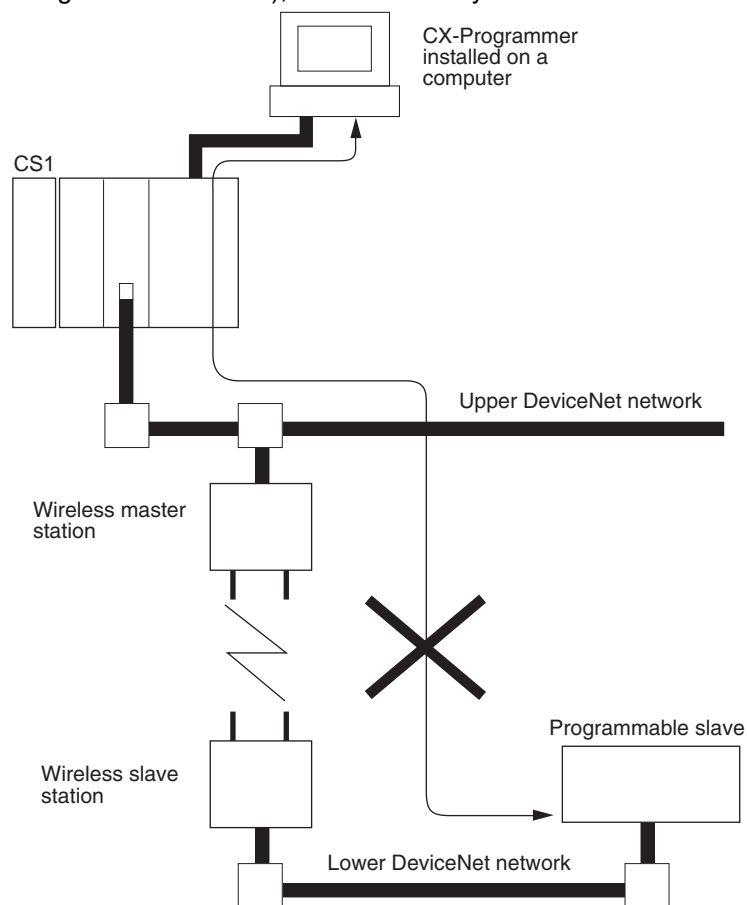 CX-Programmer
installed on a
computer
CS1
Upper DeviceNet network
Wireless master
station
Programmable slave
Wireless slave
station
Lower DeviceNet network